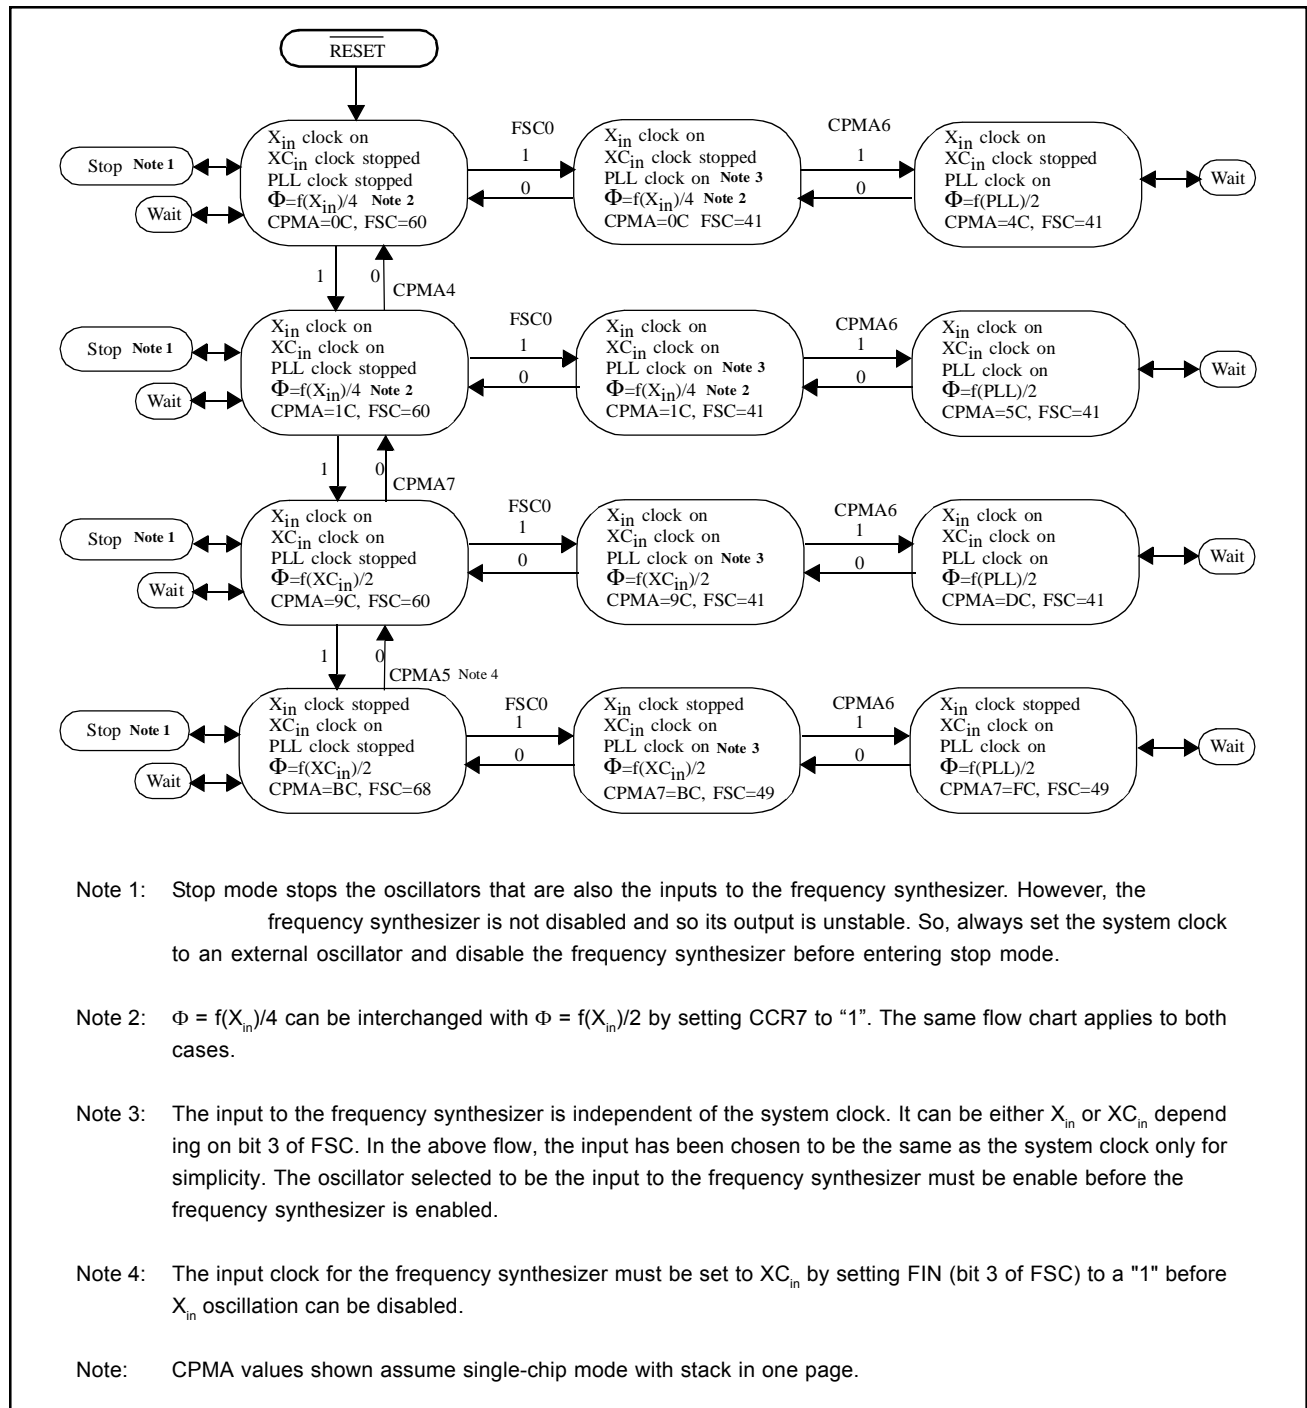 RESET
FSC0
CPMA6
Stop Note 1
Wait
Xin clock on
XCin clock stopped
PLL clock stopped
Φ=f(Xin)/4 Note 2
CPMA=0C, FSC=60
1
0
Xin clock on
XCin clock stopped
PLL clock on Note 3
Φ=f(Xin)/4 Note 2
CPMA=0C FSC=41
1
0
Xin clock on
XCin clock stopped
PLL clock on
Φ=f(PLL)/2
CPMA=4C, FSC=41
Wait
1
0
CPMA4
FSC0
CPMA6
Stop Note 1
Wait
Xin clock on
XCin clock on
PLL clock stopped
Φ=f(Xin)/4 Note 2
CPMA=1C, FSC=60
1
0
Xin clock on
XCin clock on
PLL clock on Note 3
Φ=f(Xin)/4 Note 2
CPMA=1C, FSC=41
1
0
Xin clock on
XCin clock on
PLL clock on
Φ=f(PLL)/2
CPMA=5C, FSC=41
Wait
1
0
CPMA7
FSC0
CPMA6
Stop Note 1
Wait
Xin clock on
XCin clock on
PLL clock stopped
Φ=f(XCin)/2
CPMA=9C, FSC=60
1
0
Xin clock on
XCin clock on
PLL clock on Note 3
Φ=f(XCin)/2
CPMA=9C, FSC=41
1
0
Xin clock on
XCin clock on
PLL clock on
Φ=f(PLL)/2
CPMA=DC, FSC=41
Wait
1
0
CPMA5 Note 4
FSC0
CPMA6
Stop Note 1
Wait
Xin clock stopped
XCin clock on
PLL clock stopped
Φ=f(XCin)/2
CPMA=BC, FSC=68
1
0
Xin clock stopped
XCin clock on
PLL clock on Note 3
Φ=f(XCin)/2
CPMA7=BC, FSC=49
1
0
Xin clock stopped
XCin clock on
PLL clock on
Φ=f(PLL)/2
CPMA7=FC, FSC=49
Wait
Note 1: Stop mode stops the oscillators that are also the inputs to the frequency synthesizer. However, the
frequency synthesizer is not disabled and so its output is unstable. So, always set the system clock
to an external oscillator and disable the frequency synthesizer before entering stop mode.
Note 2: Φ = f(Xin)/4 can be interchanged with Φ = f(Xin)/2 by setting CCR7 to “1”. The same flow chart applies to both
cases.
Note 3: The input to the frequency synthesizer is independent of the system clock. It can be either Xin or XCin depend
ing on bit 3 of FSC. In the above flow, the input has been chosen to be the same as the system clock only for
simplicity. The oscillator selected to be the input to the frequency synthesizer must be enable before the
frequency synthesizer is enabled.
Note 4: The input clock for the frequency synthesizer must be set to XCin by setting FIN (bit 3 of FSC) to a "1" before
Xin oscillation can be disabled.
Note: CPMA values shown assume single-chip mode with stack in one page.